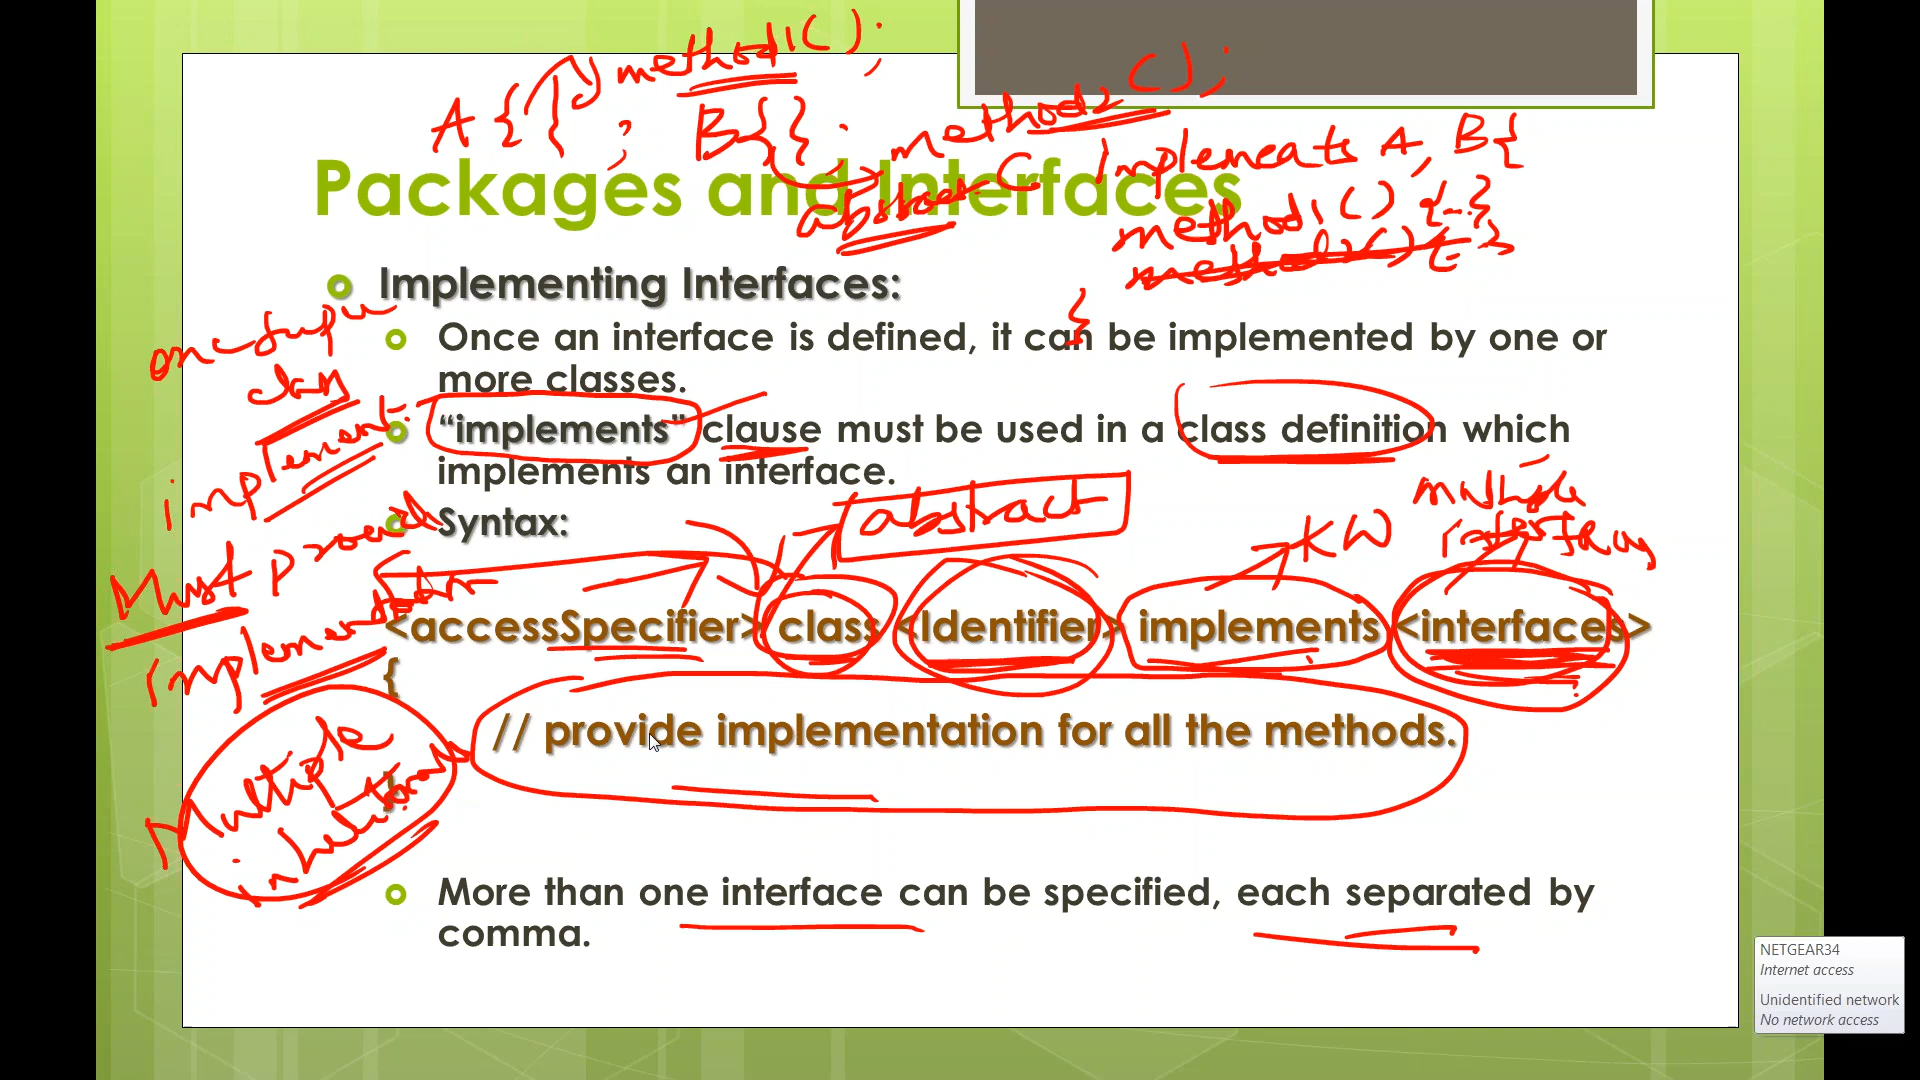 A { } ; method1();
B{ } ; method2();
abstract C implements A, B{
method1() {...}
method2() { }
}
Packages and Interfaces
Implementing Interfaces:
Once an interface is defined, it can be implemented by one or
more classes.
"implements" clause must be used in a class definition which
implements an interface.
Syntax:
abstract
KW
multiple
interfaces
<accessSpecifier> class <Identifier> implements <interfaces>
{
// provide implementation for all the methods.
}
More than one interface can be specified, each separated by
comma.
class
implement
Must provide
implementation
Multiple
inheritance
NETGEAR34
Internet access
Unidentified network
No network access